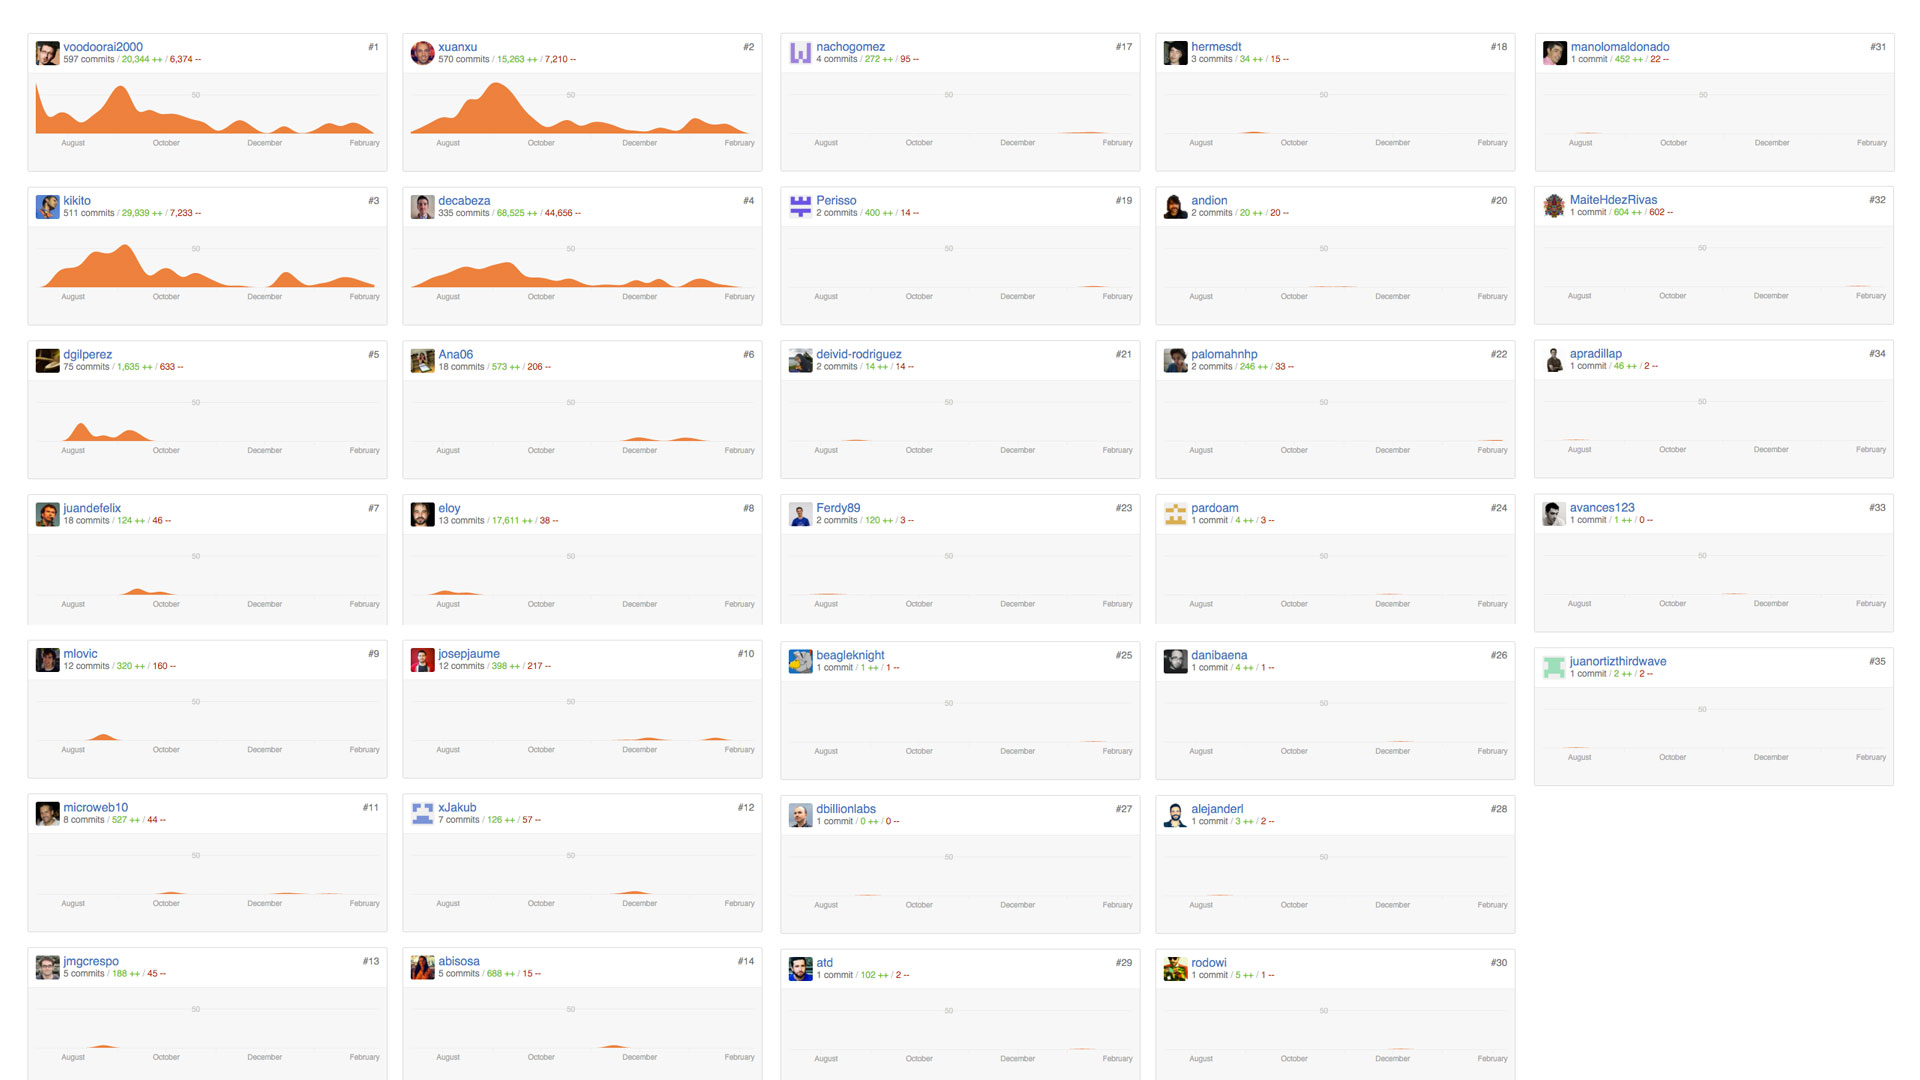 voodoorai2000 #1
597 commits / 20,344 ++ / 6,374 --
50
August October December February
xuanxu #2
570 commits / 15,263 ++ / 7,210 --
50
August October December February
nachogomez #17
4 commits / 272 ++ / 95 --
50
August October December February
hermesdt #18
3 commits / 34 ++ / 15 --
50
August October December February
manolomaldonado #31
1 commit / 452 ++ / 22 --
50
August October December February
kikito #3
511 commits / 29,939 ++ / 7,233 --
50
August October December February
decabeza #4
335 commits / 68,525 ++ / 44,656 --
50
August October December February
Perisso #19
2 commits / 400 ++ / 14 --
50
August October December February
andion #20
2 commits / 20 ++ / 20 --
50
August October December February
MaiteHdezRivas #32
1 commit / 604 ++ / 602 --
50
August October December February
dgilperez #5
75 commits / 1,635 ++ / 633 --
50
August October December February
Ana06 #6
18 commits / 573 ++ / 206 --
50
August October December February
deivid-rodriguez #21
2 commits / 14 ++ / 14 --
50
August October December February
palomahnhp #22
2 commits / 246 ++ / 33 --
50
August October December February
apradillap #34
1 commit / 46 ++ / 2 --
50
August October December February
juandefelix #7
18 commits / 124 ++ / 46 --
50
August October December February
eloy #8
13 commits / 17,611 ++ / 38 --
50
August October December February
Ferdy89 #23
2 commits / 120 ++ / 3 --
50
August October December February
pardoam #24
1 commit / 4 ++ / 3 --
50
August October December February
avances123 #33
1 commit / 1 ++ / 0 --
50
August October December February
mlovic #9
12 commits / 320 ++ / 160 --
50
August October December February
josepjaume #10
12 commits / 398 ++ / 217 --
50
August October December February
beagleknight #25
1 commit / 1 ++ / 1 --
50
August October December February
danibaena #26
1 commit / 4 ++ / 1 --
50
August October December February
juanortizthirdwave #35
1 commit / 2 ++ / 2 --
50
August October December February
microweb10 #11
8 commits / 527 ++ / 44 --
50
August October December February
xJakub #12
7 commits / 126 ++ / 57 --
50
August October December February
dbillionlabs #27
1 commit / 0 ++ / 0 --
50
August October December February
alejanderl #28
1 commit / 3 ++ / 2 --
50
August October December February
jmgcrespo #13
5 commits / 188 ++ / 45 --
50
August October December February
abisosa #14
5 commits / 688 ++ / 15 --
50
August October December February
atd #29
1 commit / 102 ++ / 2 --
50
August October December February
rodowi #30
1 commit / 5 ++ / 1 --
50
August October December February